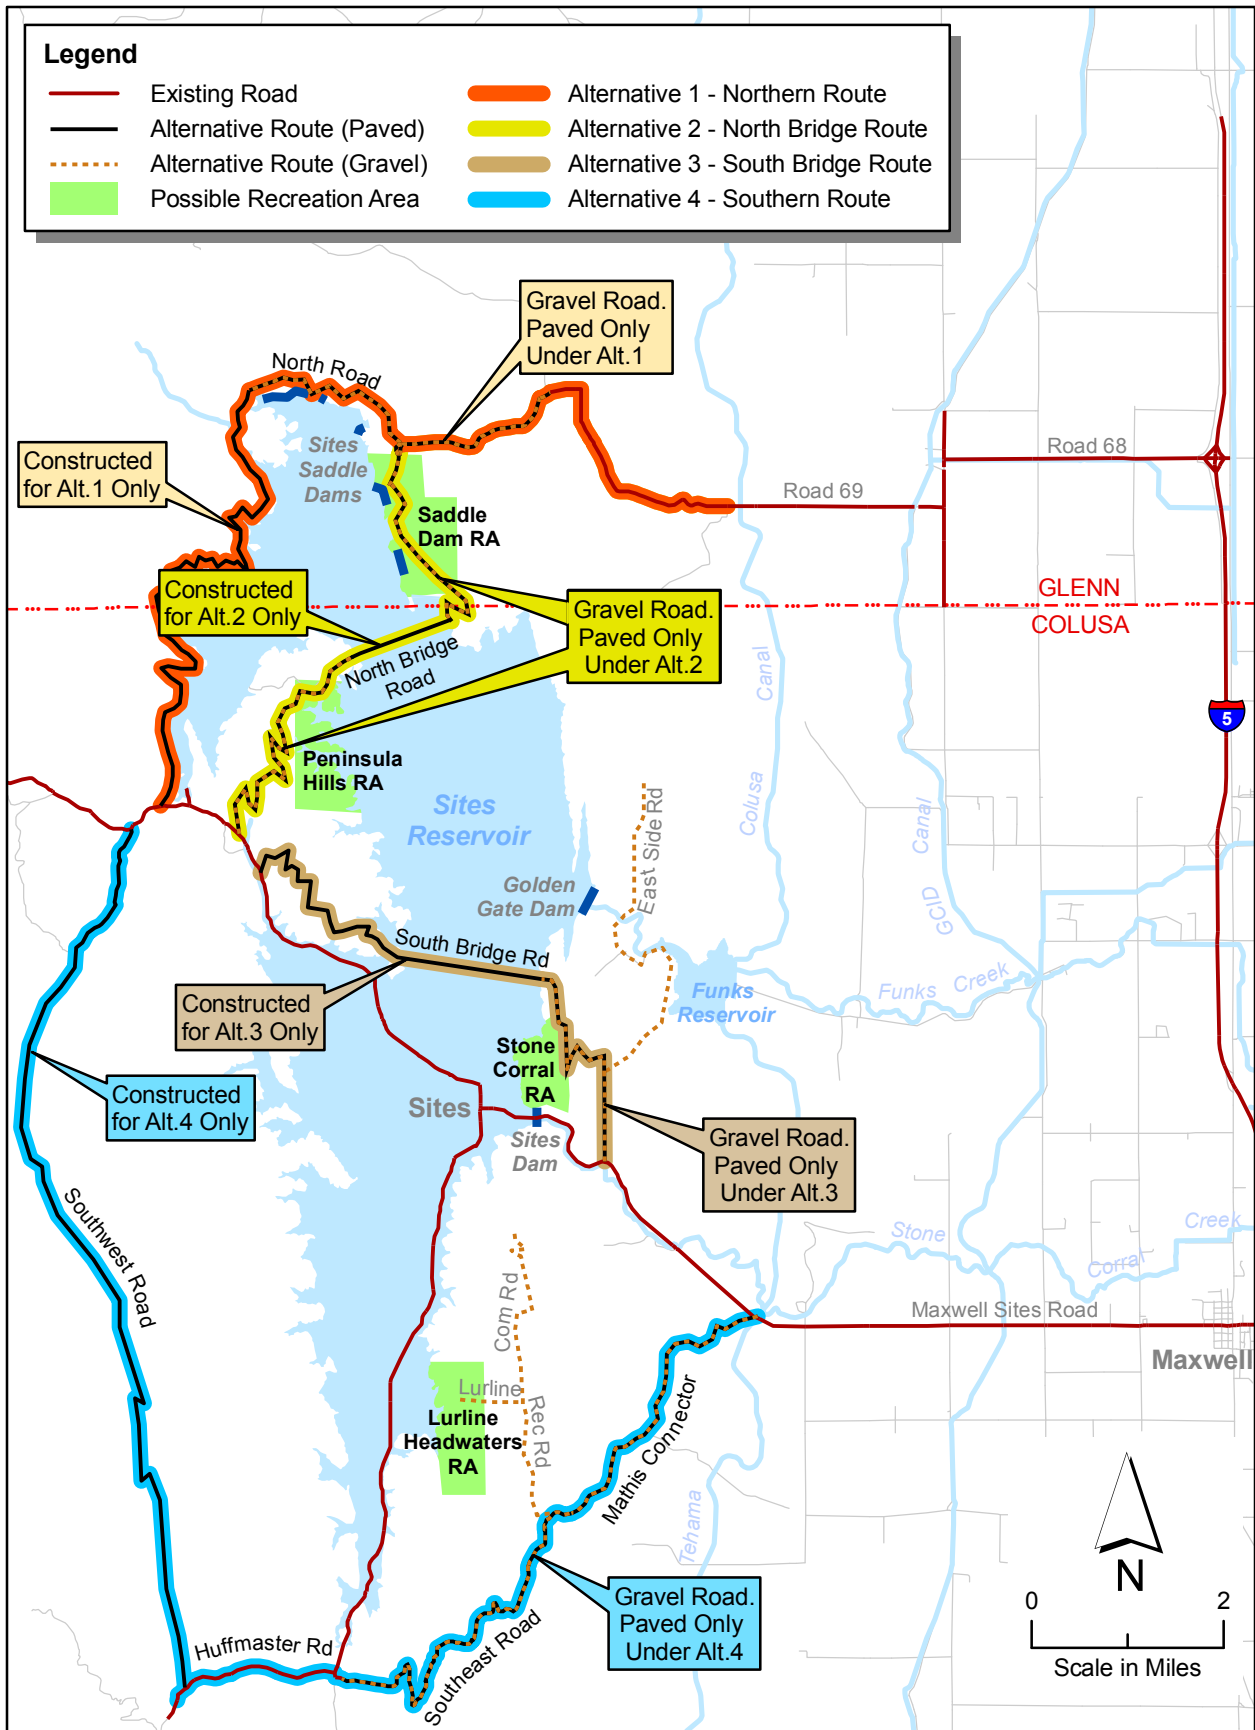 Legend
Existing Road
Alternative Route (Paved)
Alternative Route (Gravel)
Possible Recreation Area
Alternative 1 - Northern Route
Alternative 2 - North Bridge Route
Alternative 3 - South Bridge Route
Alternative 4 - Southern Route
Gravel Road.
Paved Only
Under Alt.1
North Road
Constructed
for Alt.1 Only
Sites
Saddle
Dams
Saddle
Dam RA
Road 68
Road 69
GLENN
COLUSA
Constructed
for Alt.2 Only
Gravel Road.
Paved Only
Under Alt.2
North Bridge
Road
Peninsula
Hills RA
Sites
Reservoir
Colusa
Canal
GCID
Canal
5
East Side Rd
Golden
Gate Dam
South Bridge Rd
Funks
Reservoir
Funks Creek
Constructed
for Alt.3 Only
Stone
Corral
RA
Sites
Sites
Dam
Constructed
for Alt.4 Only
Gravel Road.
Paved Only
Under Alt.3
Southwest Road
Stone
Corral
Creek
Maxwell Sites Road
Maxwell
Com Rd
Lurline
Rec Rd
Lurline
Headwaters
RA
Mathis Connector
Tehama
Gravel Road.
Paved Only
Under Alt.4
Huffmaster Rd
Southeast Road
N
0 2
Scale in Miles